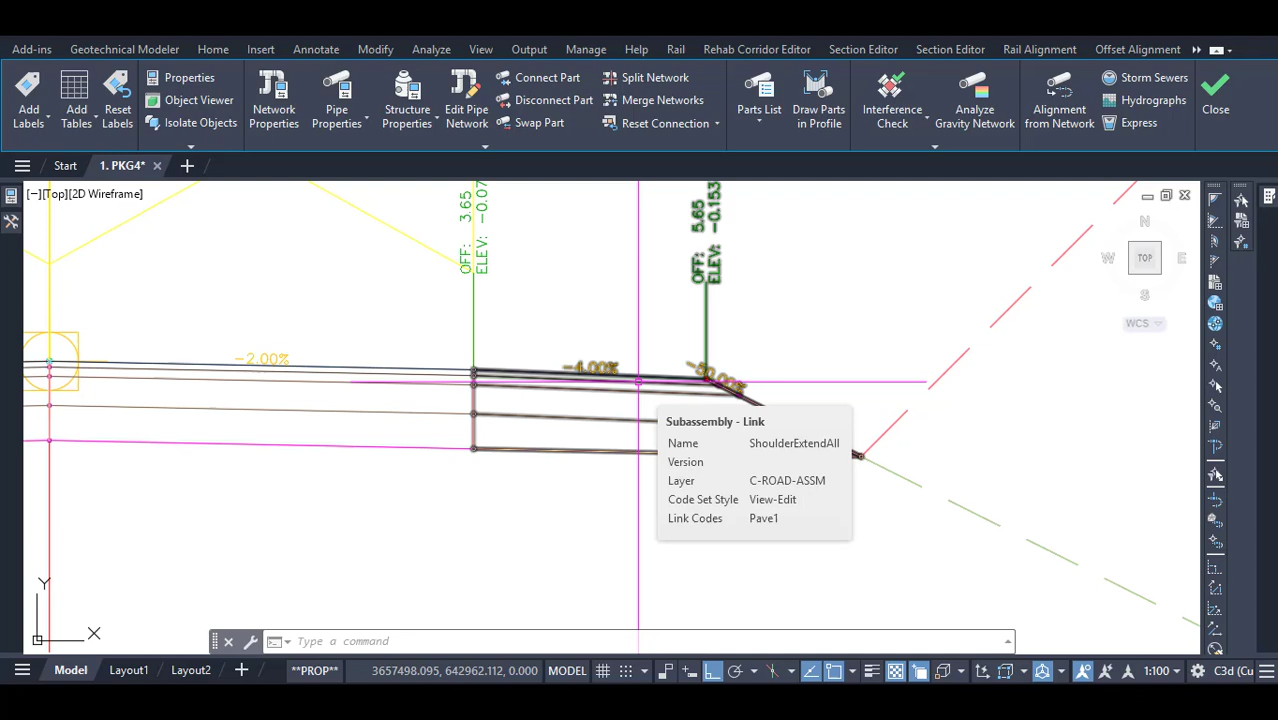 Add-ins Geotechnical Modeler Home Insert Annotate Modify Analyze View Output Manage Help Rail Rehab Corridor Editor Section Editor Section Editor Rail Alignment Offset Alignment
Add Labels
Add Tables
Reset Labels
Properties
Object Viewer
Isolate Objects
Network Properties
Pipe Properties
Structure Properties
Edit Pipe Network
Connect Part
Disconnect Part
Swap Part
Split Network
Merge Networks
Reset Connection
Parts List
Draw Parts in Profile
Interference Check
Analyze Gravity Network
Alignment from Network
Storm Sewers
Hydrographs
Express
Close
Start 1. PKG4*
[−][Top][2D Wireframe]
OFF: 3.65
ELEV: -0.07
OFF: 5.65
ELEV: -0.153
N
W TOP E
S
WCS
-2.00%
-4.00%
-50.00%
Subassembly - Link
Name ShoulderExtendAll
Version
Layer C-ROAD-ASSM
Code Set Style View-Edit
Link Codes Pave1
Y
X
Type a command
Model Layout1 Layout2 **PROP** 3657498.095, 642962.112, 0.000 MODEL 1:100 C3d (Cu